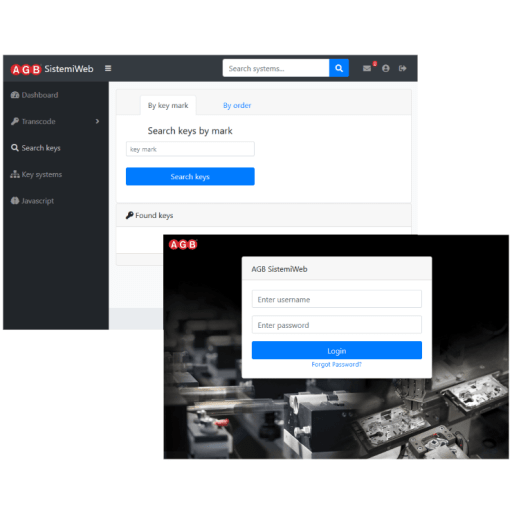 AGB SistemiWeb
Search systems...
Dashboard
Transcode
Search keys
Key systems
Javascript
By key mark
By order
Search keys by mark
key mark
Search keys
Found keys
AGB
AGB SistemiWeb
Enter username
Enter password
Login
Forgot Password?